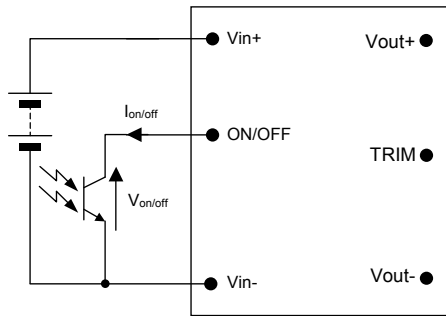 Vin+
Vout+
Ion/off
ON/OFF
TRIM
Von/off
Vin-
Vout-